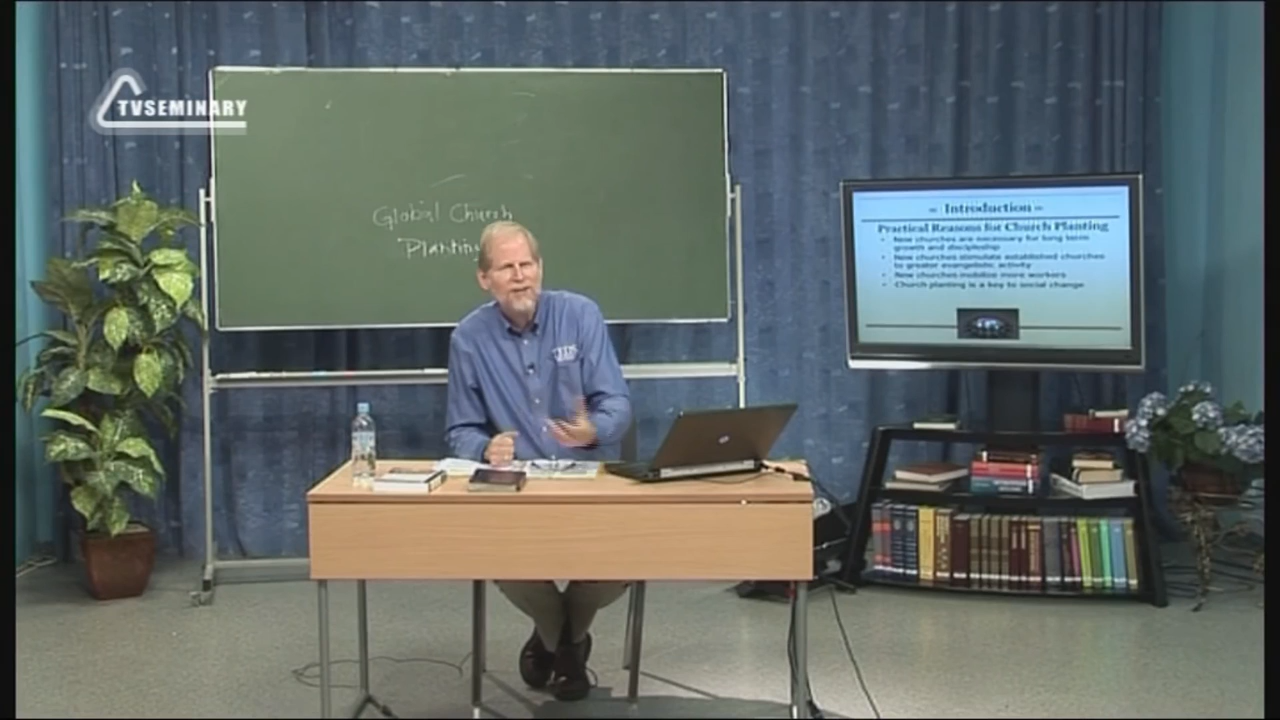 TVSEMINARY
Global Church
Planting
Introduction
Practical Reasons for Church Planting
• New churches are necessary for long term
growth and discipleship
• New churches stimulate established churches
to greater evangelistic activity
• New churches mobilize more workers
• Church planting is a key to social change